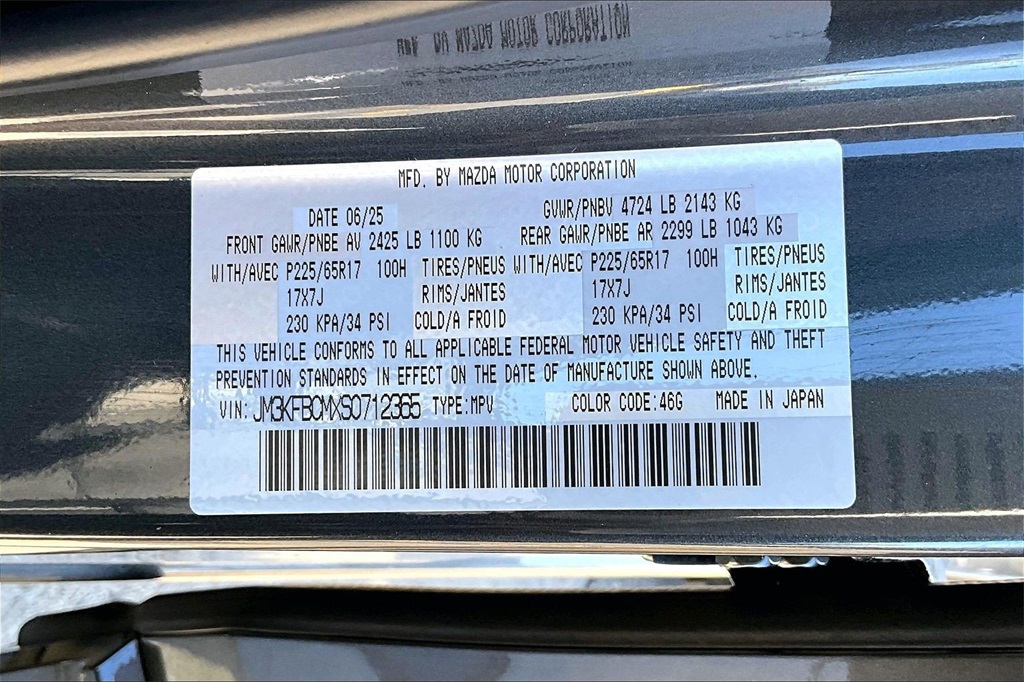 MFD. BY MAZDA MOTOR CORPORATION
DATE 06/25 GVWR/PNBV 4724 LB 2143 KG
FRONT GAWR/PNBE AV 2425 LB 1100 KG REAR GAWR/PNBE AR 2299 LB 1043 KG
WITH/AVEC P225/65R17 100H TIRES/PNEUS WITH/AVEC P225/65R17 100H TIRES/PNEUS
17X7J RIMS/JANTES 17X7J RIMS/JANTES
230 KPA/34 PSI COLD/A FROID 230 KPA/34 PSI COLD/A FROID
THIS VEHICLE CONFORMS TO ALL APPLICABLE FEDERAL MOTOR VEHICLE SAFETY AND THEFT
PREVENTION STANDARDS IN EFFECT ON THE DATE OF MANUFACTURE SHOWN ABOVE.
VIN: JM3KFBCMXS0712365 TYPE:MPV COLOR CODE:46G MADE IN JAPAN